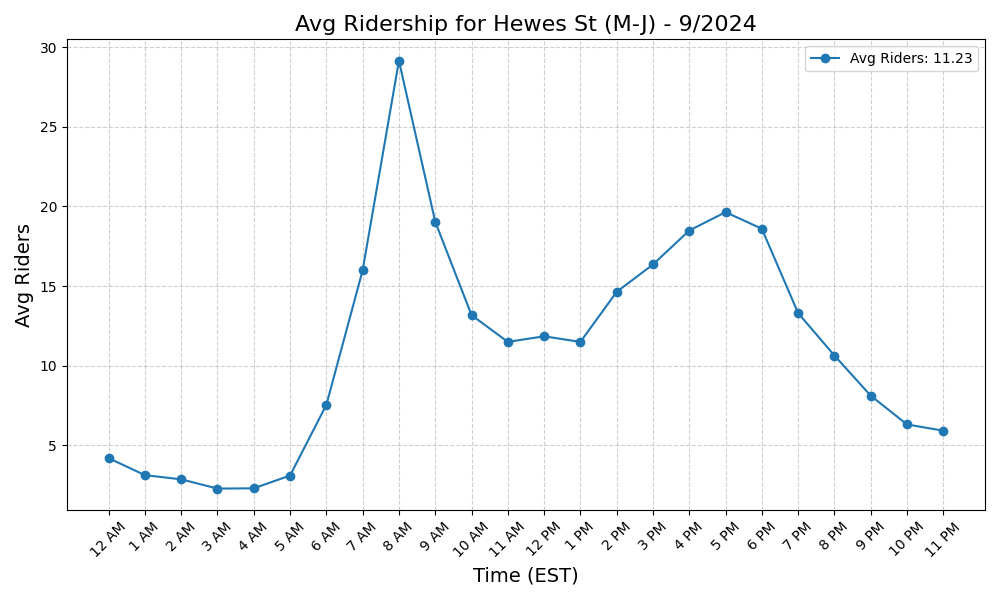 Avg Ridership for Hewes St (M-J) - 9/2024
Avg Riders: 11.23
Avg Riders
30
25
20
15
10
5
12 AM
1 AM
2 AM
3 AM
4 AM
5 AM
6 AM
7 AM
8 AM
9 AM
10 AM
11 AM
12 PM
1 PM
2 PM
3 PM
4 PM
5 PM
6 PM
7 PM
8 PM
9 PM
10 PM
11 PM
Time (EST)